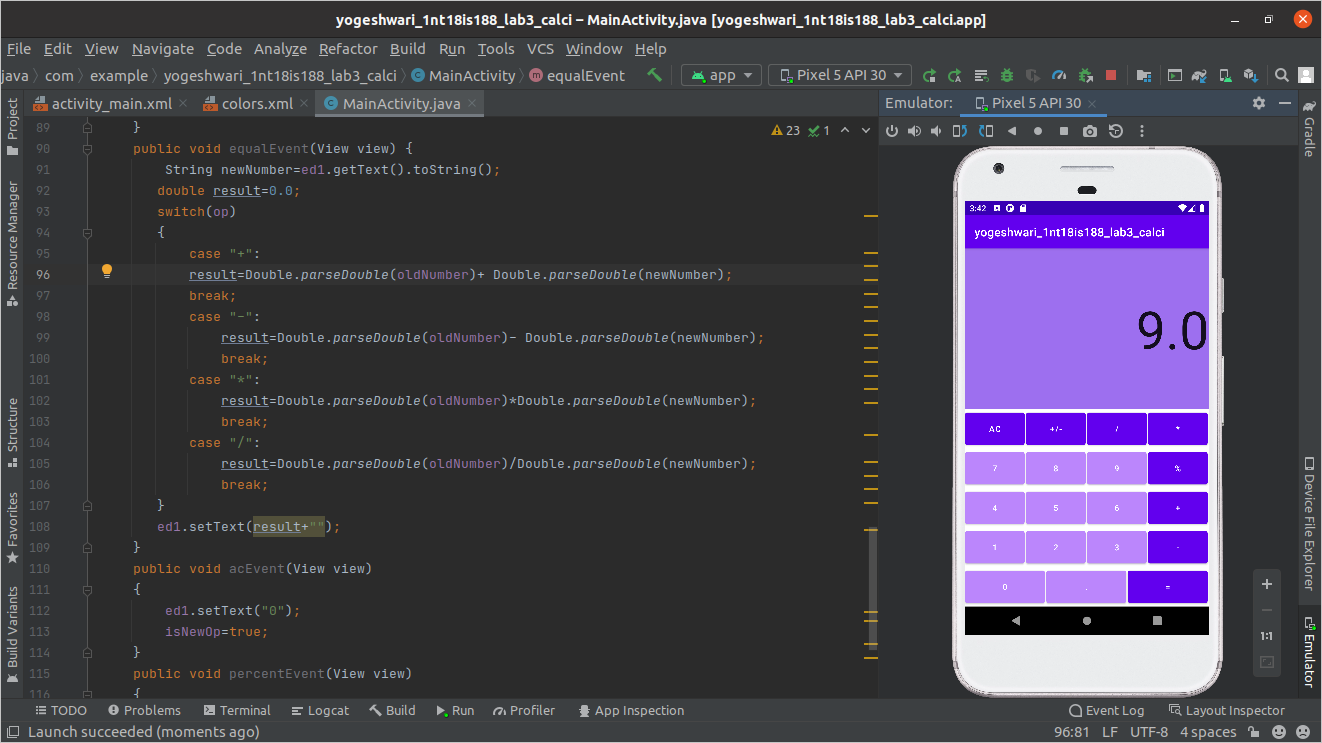 yogeshwari_1nt18is188_lab3_calci – MainActivity.java [yogeshwari_1nt18is188_lab3_calci.app]
File Edit View Navigate Code Analyze Refactor Build Run Tools VCS Window Help
java com example yogeshwari_1nt18is188_lab3_calci MainActivity equalEvent app Pixel 5 API 30
activity_main.xml colors.xml MainActivity.java
Emulator: Pixel 5 API 30
Project
Resource Manager
Structure
Favorites
Build Variants
23 1
89 }
90 public void equalEvent(View view) {
91 String newNumber=ed1.getText().toString();
92 double result=0.0;
93 switch(op)
94 {
95 case "+":
96 result=Double.parseDouble(oldNumber)+ Double.parseDouble(newNumber);
97 break;
98 case "-":
99 result=Double.parseDouble(oldNumber)- Double.parseDouble(newNumber);
100 break;
101 case "*":
102 result=Double.parseDouble(oldNumber)*Double.parseDouble(newNumber);
103 break;
104 case "/":
105 result=Double.parseDouble(oldNumber)/Double.parseDouble(newNumber);
106 break;
107 }
108 ed1.setText(result+"");
109 }
110 public void acEvent(View view)
111 {
112 ed1.setText("0");
113 isNewOp=true;
114 }
115 public void percentEvent(View view)
116 {
3:42
yogeshwari_1nt18is188_lab3_calci
9.0
AC +/- / *
7 8 9 %
4 5 6 +
1 2 3 -
0 . =
1:1
Gradle
Device File Explorer
Emulator
TODO Problems Terminal Logcat Build Run Profiler App Inspection Event Log Layout Inspector
Launch succeeded (moments ago) 96:81 LF UTF-8 4 spaces